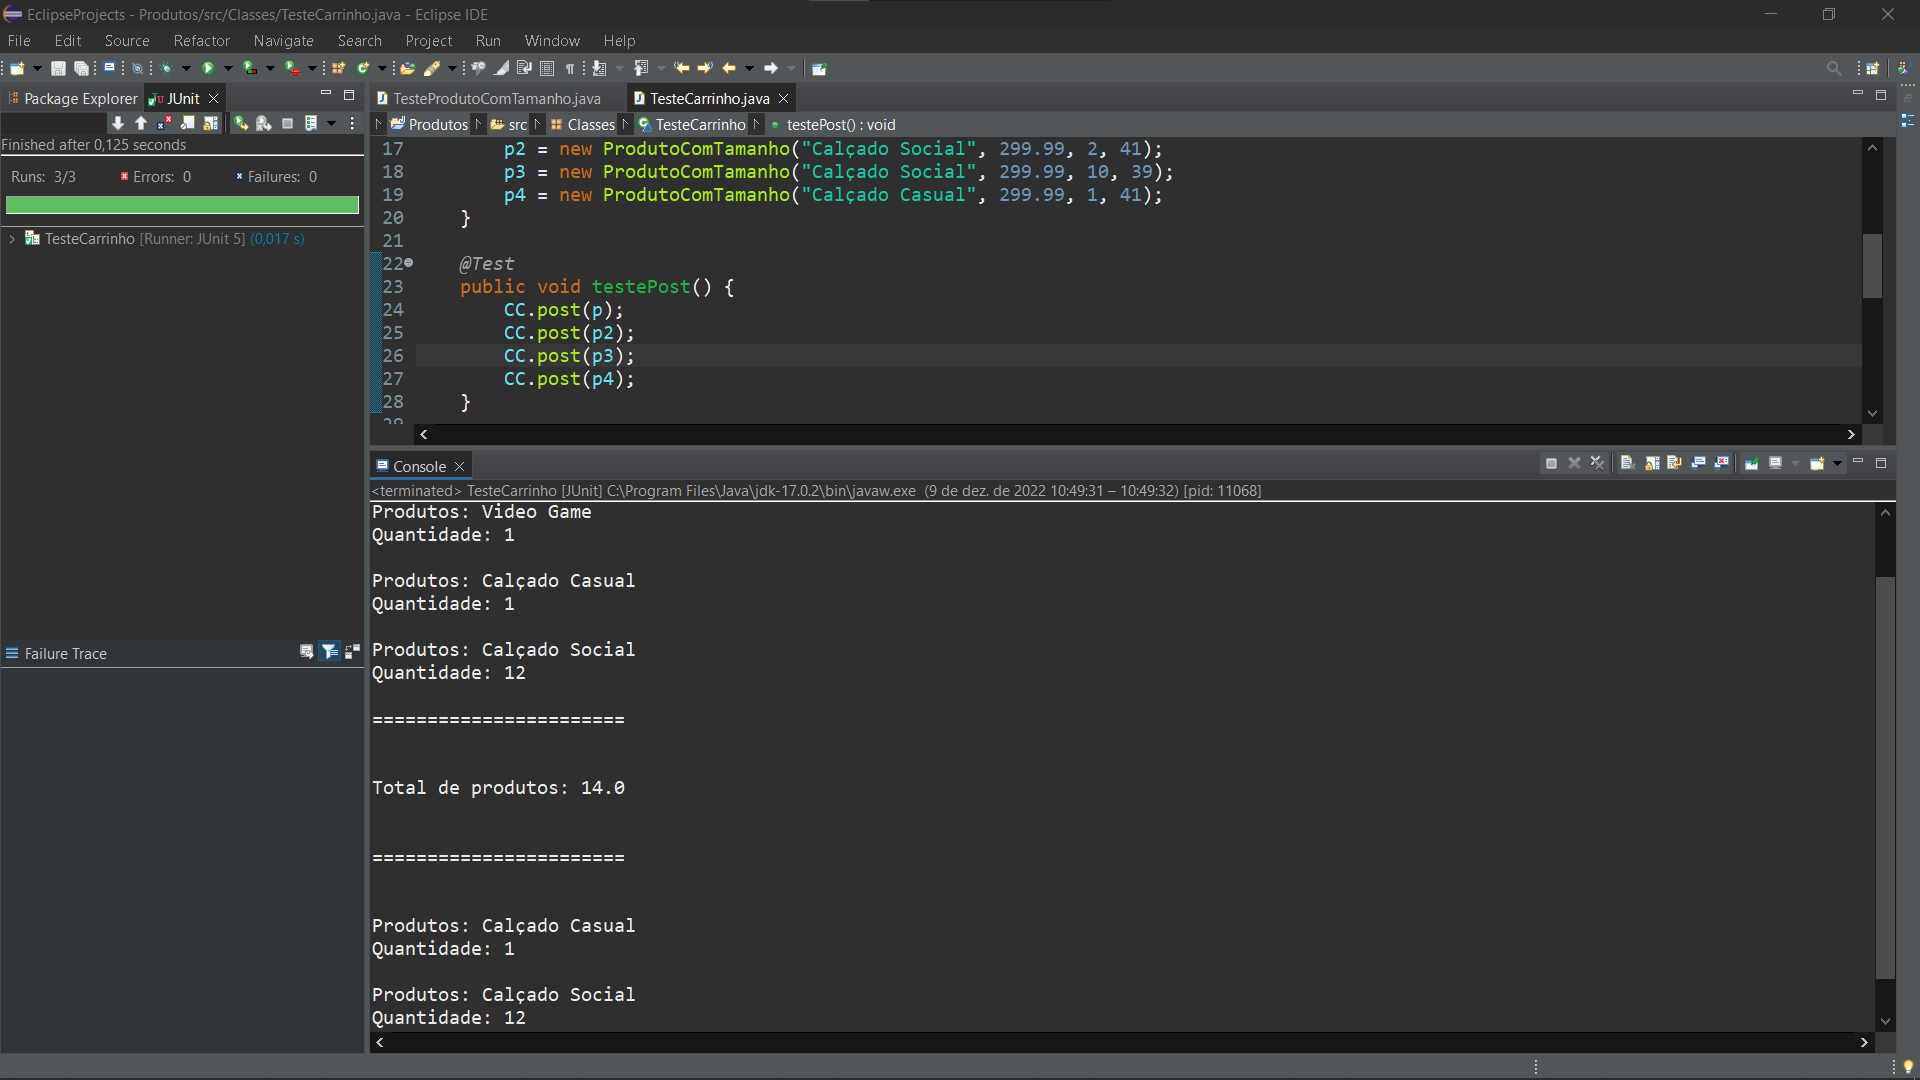 EclipseProjects - Produtos/src/Classes/TesteCarrinho.java - Eclipse IDE
File Edit Source Refactor Navigate Search Project Run Window Help
Package Explorer JUnit
Finished after 0,125 seconds
Runs: 3/3 Errors: 0 Failures: 0
TesteCarrinho [Runner: JUnit 5] (0,017 s)
Failure Trace
TesteProdutoComTamanho.java TesteCarrinho.java
Produtos src Classes TesteCarrinho testePost() : void
17 p2 = new ProdutoComTamanho("Calçado Social", 299.99, 2, 41);
18 p3 = new ProdutoComTamanho("Calçado Social", 299.99, 10, 39);
19 p4 = new ProdutoComTamanho("Calçado Casual", 299.99, 1, 41);
20 }
21
22 @Test
23 public void testePost() {
24 CC.post(p);
25 CC.post(p2);
26 CC.post(p3);
27 CC.post(p4);
28 }
29
Console
<terminated> TesteCarrinho [JUnit] C:\Program Files\Java\jdk-17.0.2\bin\javaw.exe (9 de dez. de 2022 10:49:31 – 10:49:32) [pid: 11068]
Produtos: Video Game
Quantidade: 1
Produtos: Calçado Casual
Quantidade: 1
Produtos: Calçado Social
Quantidade: 12
=======================
Total de produtos: 14.0
=======================
Produtos: Calçado Casual
Quantidade: 1
Produtos: Calçado Social
Quantidade: 12